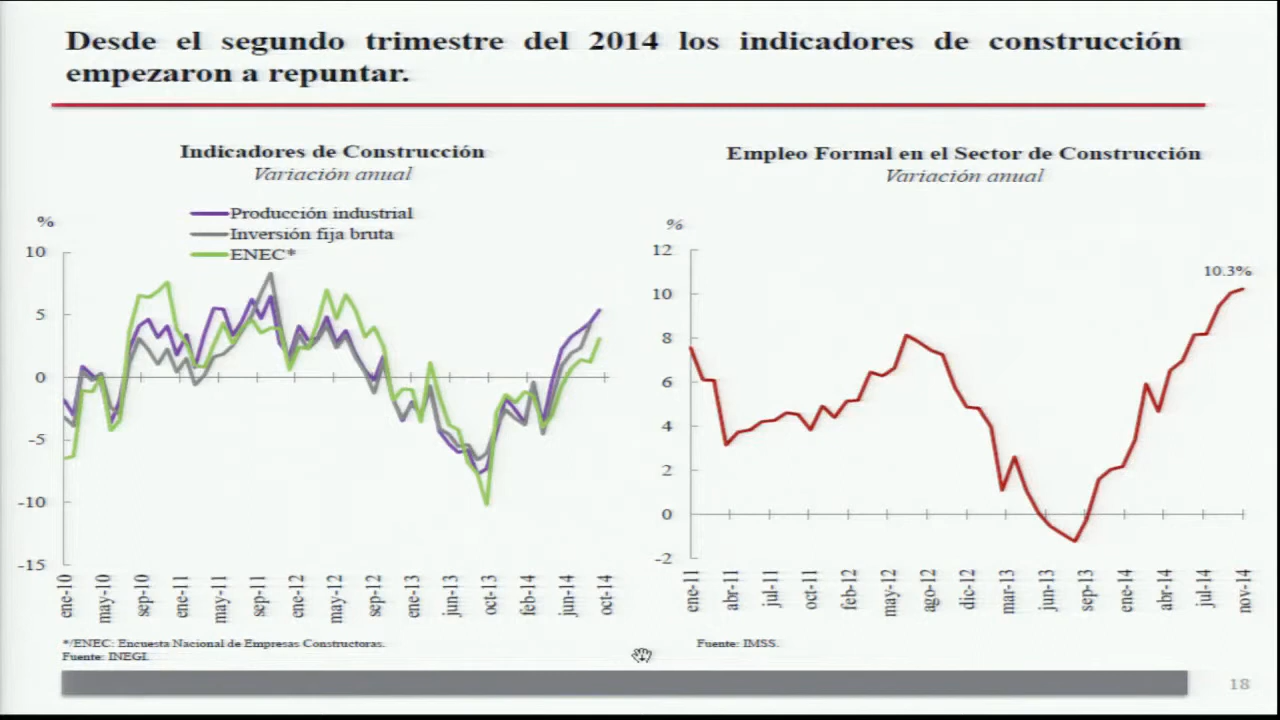 Desde el segundo trimestre del 2014 los indicadores de construcción
empezaron a repuntar.
Indicadores de Construcción
Variación anual
%
Producción industrial
Inversión fija bruta
ENEC*
10
5
0
-5
-10
-15
ene-10
may-10
sep-10
ene-11
may-11
sep-11
ene-12
may-12
sep-12
ene-13
jun-13
oct-13
feb-14
jun-14
oct-14
*/ENEC: Encuesta Nacional de Empresas Constructoras.
Fuente: INEGI.
Empleo Formal en el Sector de Construcción
Variación anual
%
12
10
8
6
4
2
0
-2
10.3%
ene-11
abr-11
jul-11
oct-11
feb-12
may-12
ago-12
dic-12
mar-13
jun-13
sep-13
ene-14
abr-14
jul-14
nov-14
Fuente: IMSS.
18